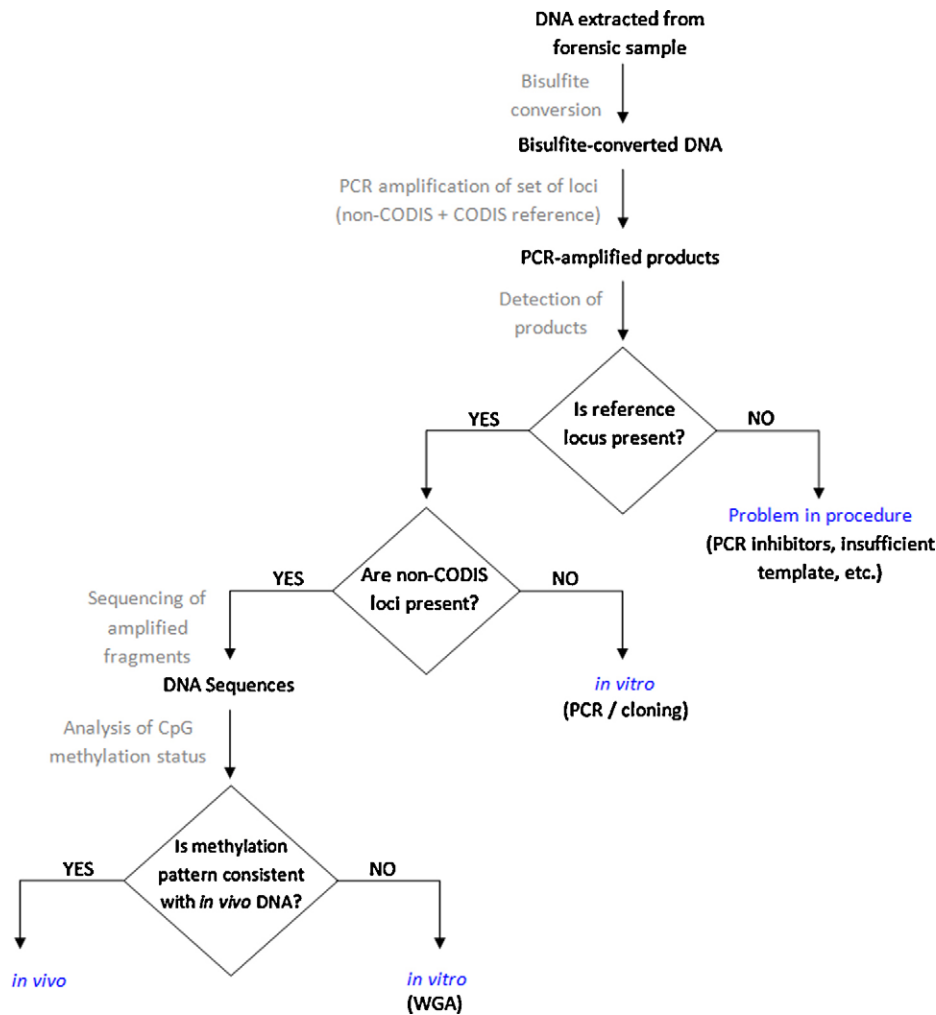 DNA extracted from
forensic sample
Bisulfite
conversion
Bisulfite-converted DNA
PCR amplification of set of loci
(non-CODIS + CODIS reference)
PCR-amplified products
Detection of
products
Is reference
locus present?
YES
NO
Problem in procedure
(PCR inhibitors, insufficient
template, etc.)
Are non-CODIS
loci present?
YES
NO
Sequencing of
amplified
fragments
in vitro
(PCR / cloning)
DNA Sequences
Analysis of CpG
methylation status
Is methylation
pattern consistent
with in vivo DNA?
YES
NO
in vivo
in vitro
(WGA)